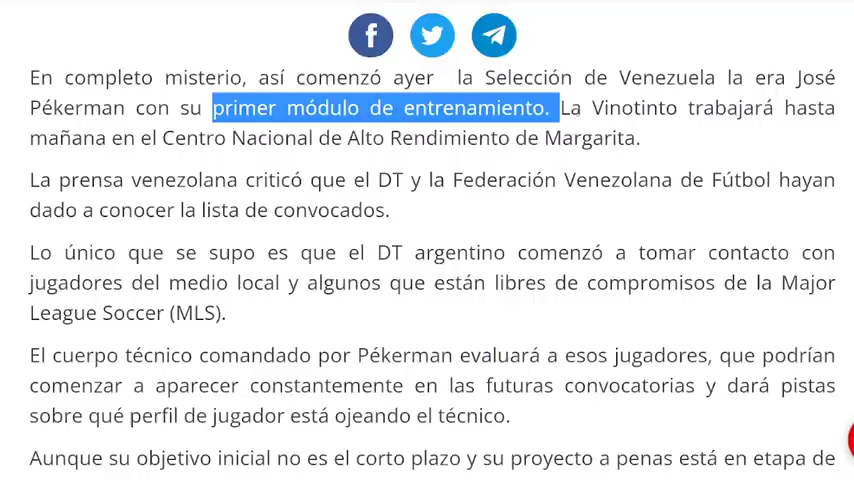 En completo misterio, así comenzó ayer la Selección de Venezuela la era José
Pékerman con su primer módulo de entrenamiento. La Vinotinto trabajará hasta
mañana en el Centro Nacional de Alto Rendimiento de Margarita.
La prensa venezolana criticó que el DT y la Federación Venezolana de Fútbol hayan
dado a conocer la lista de convocados.
Lo único que se supo es que el DT argentino comenzó a tomar contacto con
jugadores del medio local y algunos que están libres de compromisos de la Major
League Soccer (MLS).
El cuerpo técnico comandado por Pékerman evaluará a esos jugadores, que podrían
comenzar a aparecer constantemente en las futuras convocatorias y dará pistas
sobre qué perfil de jugador está ojeando el técnico.
Aunque su objetivo inicial no es el corto plazo y su proyecto a penas está en etapa de